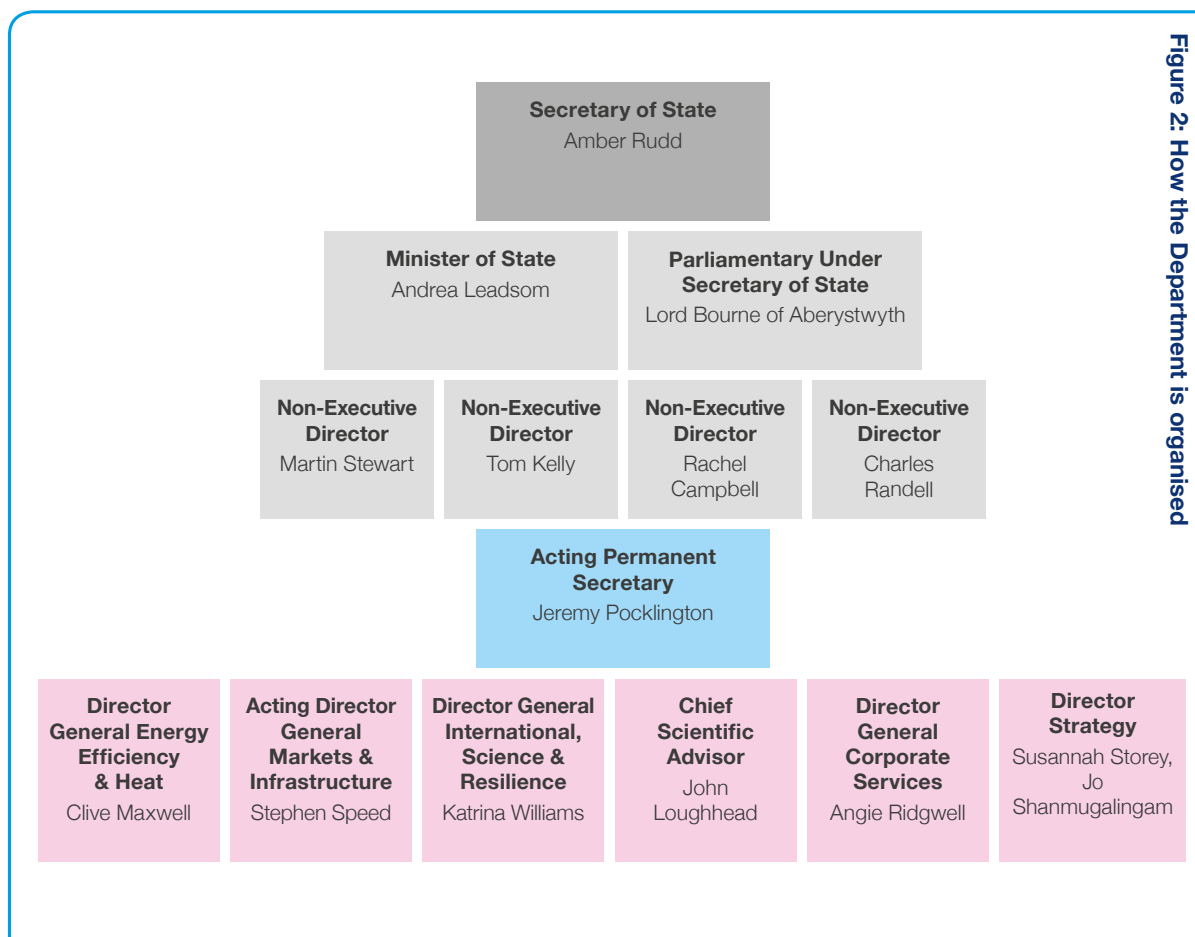 Figure 2: How the Department is organised
Secretary of State
Amber Rudd
Minister of State
Andrea Leadsom
Parliamentary Under
Secretary of State
Lord Bourne of Aberystwyth
Non-Executive
Director
Martin Stewart
Non-Executive
Director
Tom Kelly
Non-Executive
Director
Rachel
Campbell
Non-Executive
Director
Charles
Randell
Acting Permanent
Secretary
Jeremy Pocklington
Director
General Energy
Efficiency
& Heat
Clive Maxwell
Acting Director
General
Markets &
Infrastructure
Stephen Speed
Director General
International,
Science &
Resilience
Katrina Williams
Chief
Scientific
Advisor
John
Loughhead
Director
General
Corporate
Services
Angie Ridgwell
Director
Strategy
Susannah Storey,
Jo
Shanmugalingam